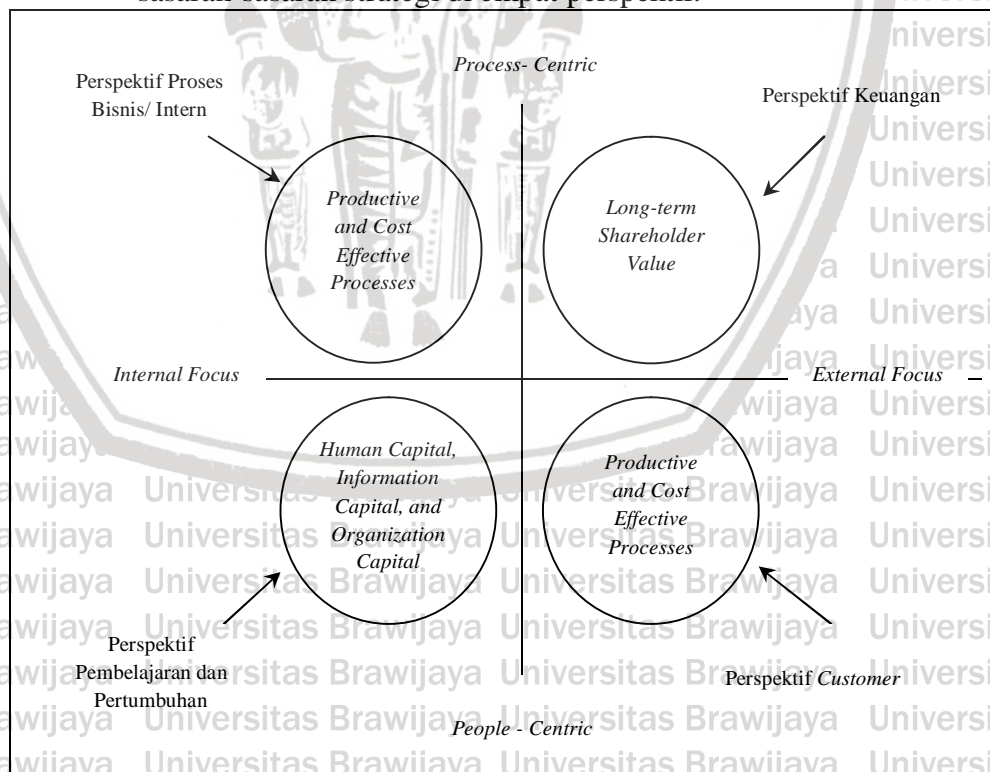 sasaran-sasaran strategi di empat perspektif.
Process- Centric
Perspektif Proses
Bisnis/ Intern
Perspektif Keuangan
Productive
and Cost
Effective
Processes
Long-term
Shareholder
Value
Internal Focus
External Focus
Human Capital,
Information
Capital, and
Organization
Capital
Productive
and Cost
Effective
Processes
Perspektif
Pembelajaran dan
Pertumbuhan
Perspektif Customer
People - Centric
Universitas Brawijaya